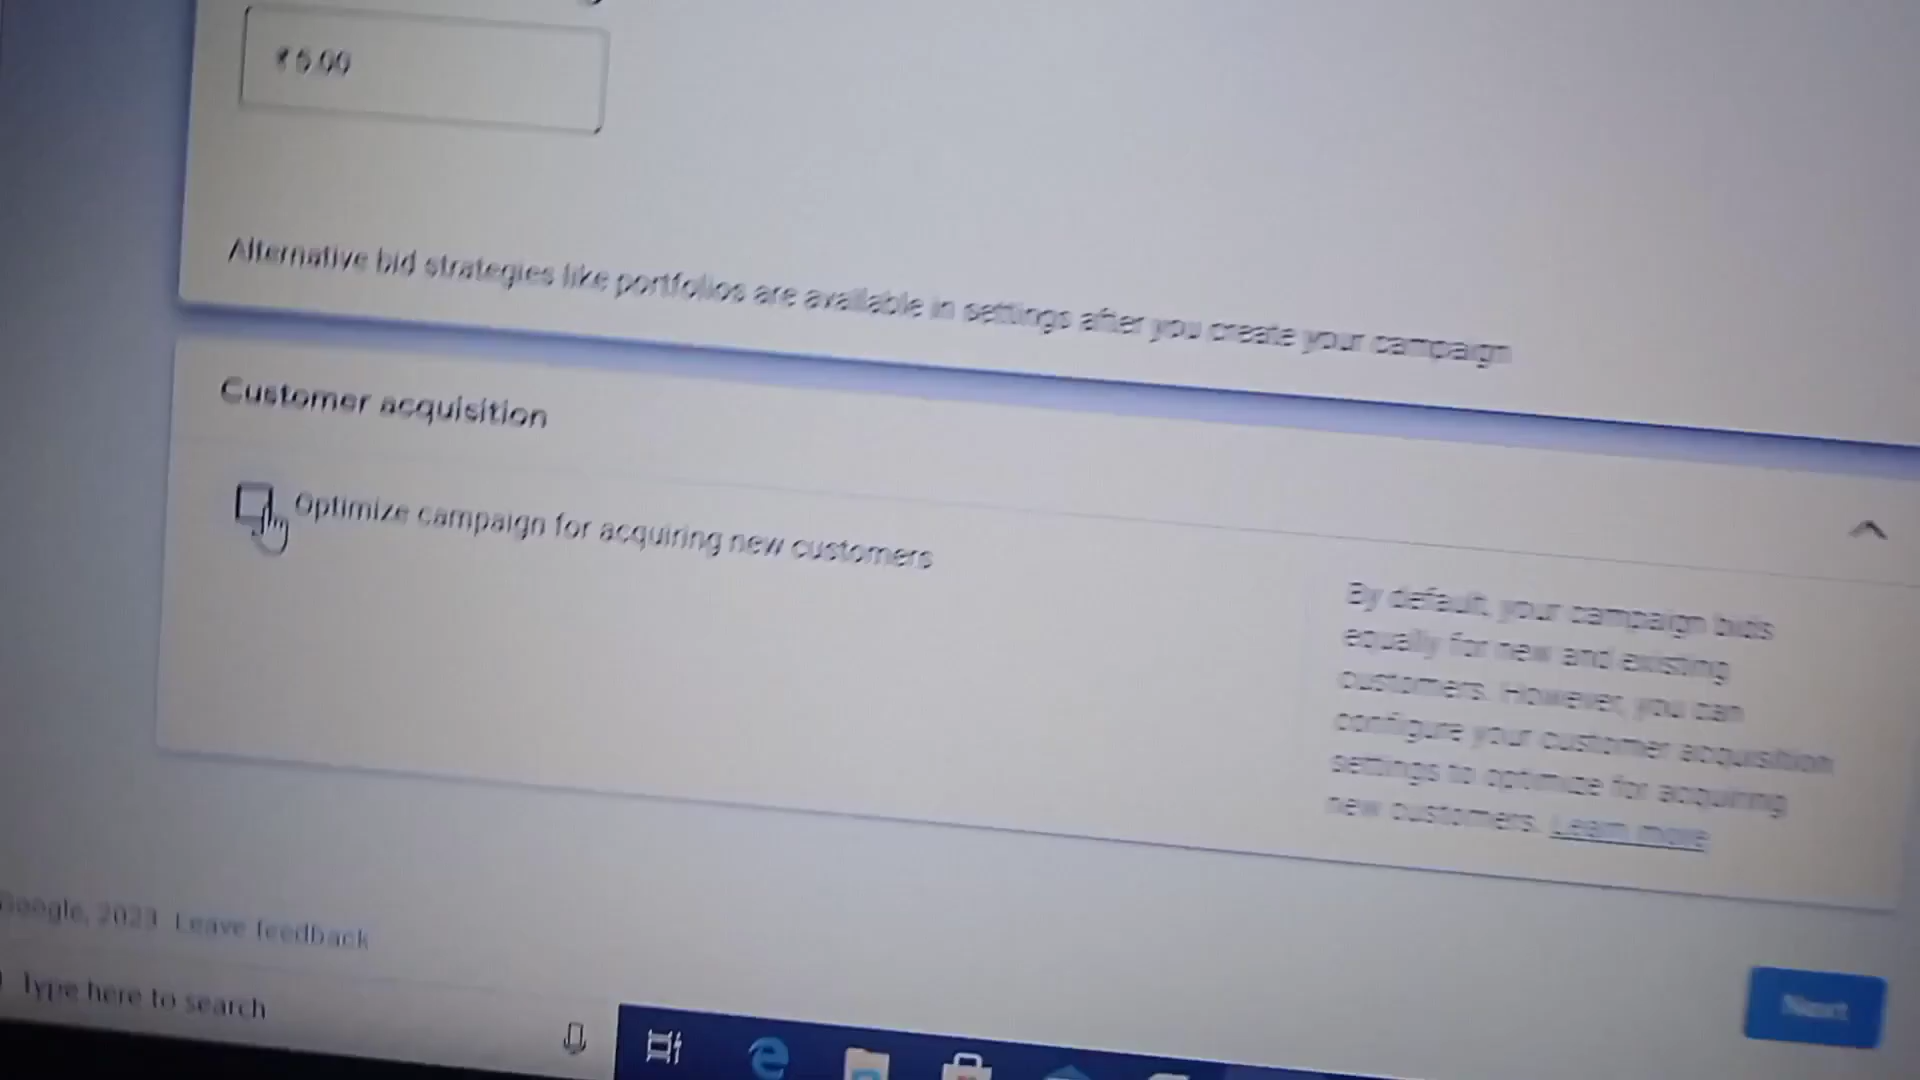 ₹ 5.00
Alternative bid strategies like portfolios are available in settings after you create your campaign
Customer acquisition
Optimize campaign for acquiring new customers
By default, your campaign bids
equally for new and existing
customers. However, you can
configure your customer acquisition
settings to optimize for acquiring
new customers. Learn more
Google, 2023 Leave feedback
Type here to search
Next